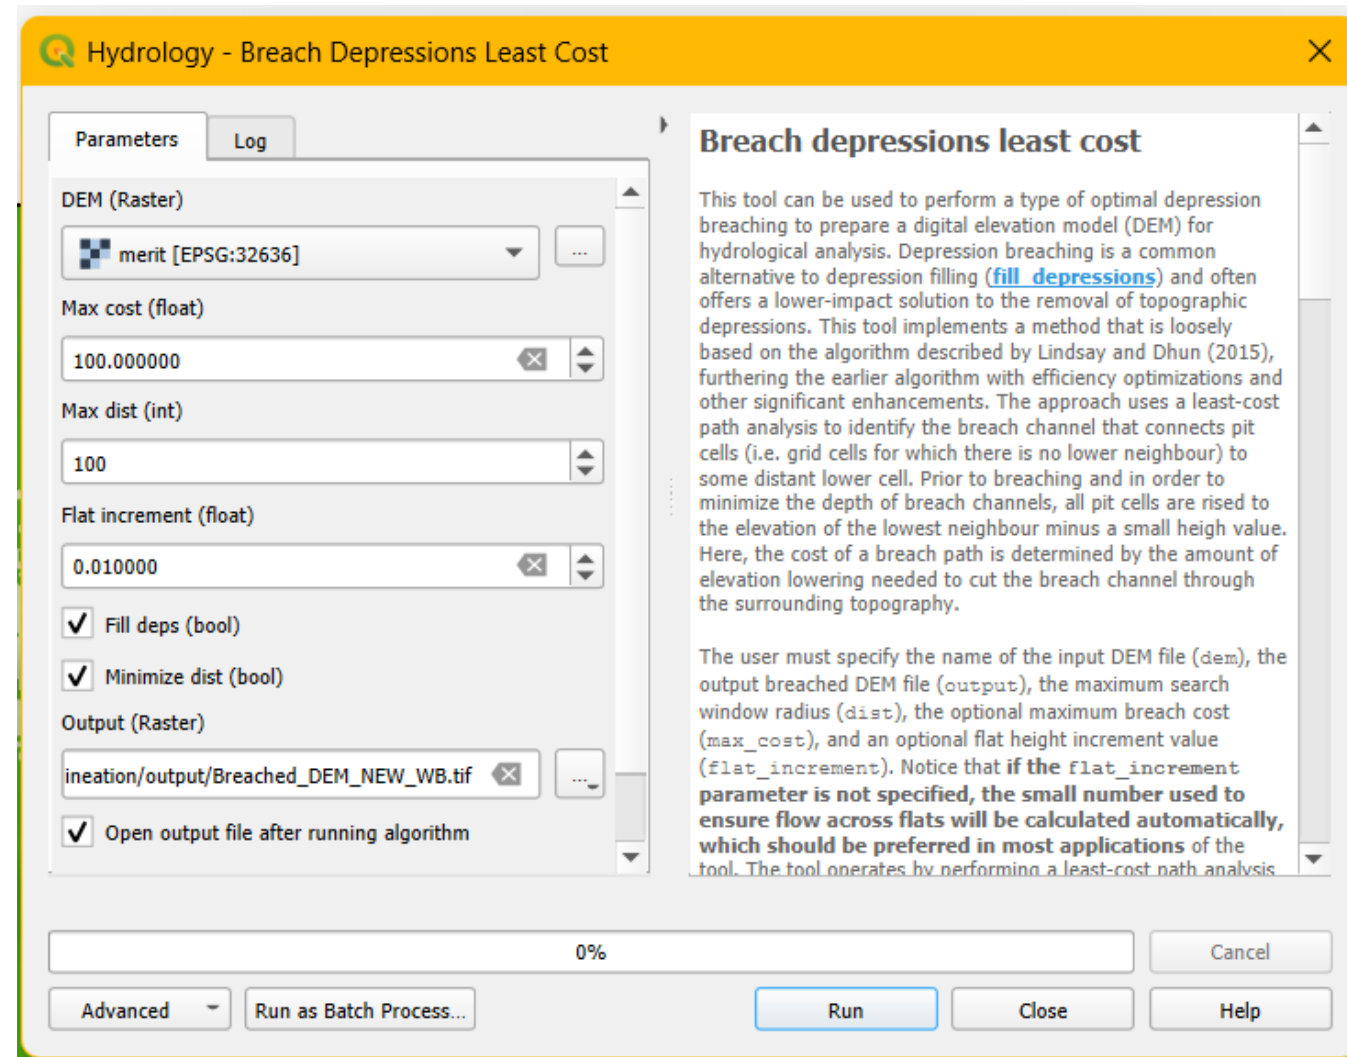 Hydrology - Breach Depressions Least Cost
Parameters
Log
DEM (Raster)
merit [EPSG:32636]
...
Max cost (float)
100.000000
Max dist (int)
100
Flat increment (float)
0.010000
Fill deps (bool)
Minimize dist (bool)
Output (Raster)
ineation/output/Breached_DEM_NEW_WB.tif
...
Open output file after running algorithm
Breach depressions least cost
This tool can be used to perform a type of optimal depression
breaching to prepare a digital elevation model (DEM) for
hydrological analysis. Depression breaching is a common
alternative to depression filling (fill_depressions) and often
offers a lower-impact solution to the removal of topographic
depressions. This tool implements a method that is loosely
based on the algorithm described by Lindsay and Dhun (2015),
furthering the earlier algorithm with efficiency optimizations and
other significant enhancements. The approach uses a least-cost
path analysis to identify the breach channel that connects pit
cells (i.e. grid cells for which there is no lower neighbour) to
some distant lower cell. Prior to breaching and in order to
minimize the depth of breach channels, all pit cells are rised to
the elevation of the lowest neighbour minus a small heigh value.
Here, the cost of a breach path is determined by the amount of
elevation lowering needed to cut the breach channel through
the surrounding topography.
The user must specify the name of the input DEM file (dem), the
output breached DEM file (output), the maximum search
window radius (dist), the optional maximum breach cost
(max_cost), and an optional flat height increment value
(flat_increment). Notice that if the flat_increment
parameter is not specified, the small number used to
ensure flow across flats will be calculated automatically,
which should be preferred in most applications of the
tool. The tool operates by performing a least-cost path analysis
0%
Cancel
Advanced
Run as Batch Process...
Run
Close
Help